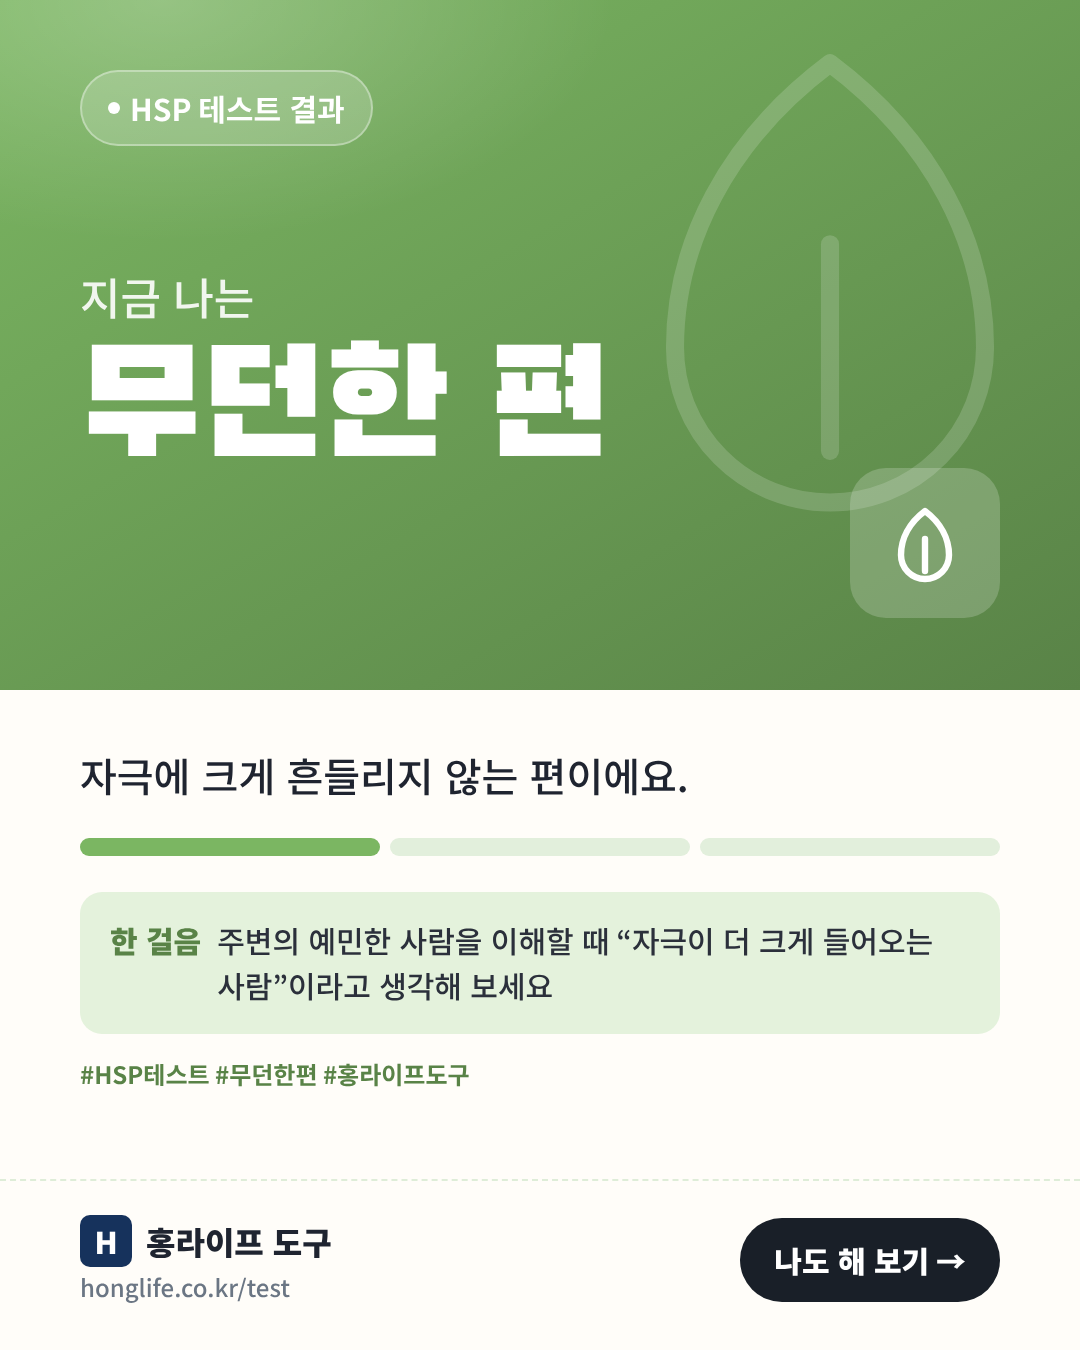 HSP 테스트 결과
지금 나는
무던한 편
자극에 크게 흔들리지 않는 편이에요.
한 걸음 주변의 예민한 사람을 이해할 때 “자극이 더 크게 들어오는
사람”이라고 생각해 보세요
#HSP테스트 #무던한편 #홍라이프도구
H 홍라이프 도구
honglife.co.kr/test
나도 해 보기 →